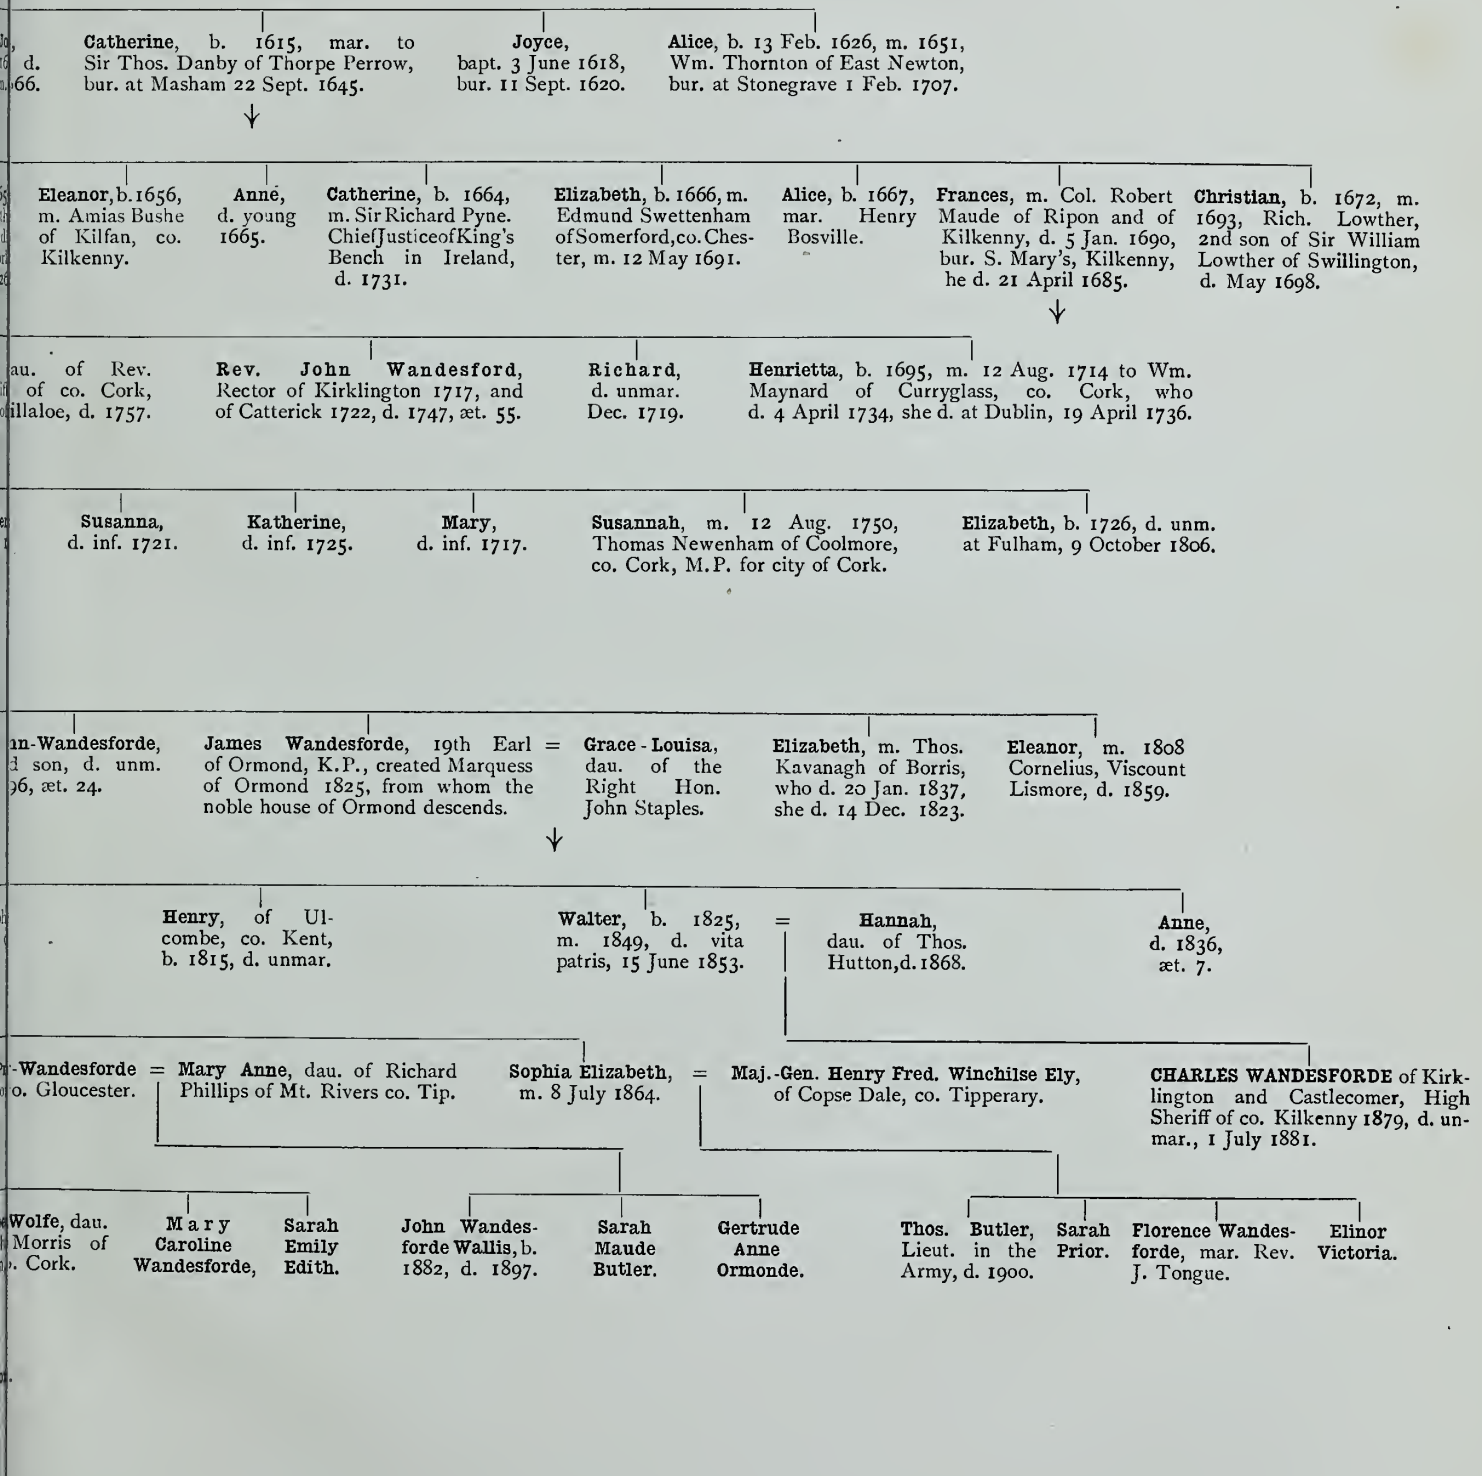 d.
66.
Catherine, b. 1615, mar. to
Sir Thos. Danby of Thorpe Perrow,
bur. at Masham 22 Sept. 1645.
Joyce,
bapt. 3 June 1618,
bur. 11 Sept. 1620.
Alice, b. 13 Feb. 1626, m. 1651,
Wm. Thornton of East Newton,
bur. at Stonegrave 1 Feb. 1707.
Eleanor, b. 1656,
m. Amias Bushe
of Kilfan, co.
Kilkenny.
Anne,
d. young
1665.
Catherine, b. 1664,
m. Sir Richard Pyne.
Chief Justice of King's
Bench in Ireland,
d. 1731.
Elizabeth, b. 1666, m.
Edmund Swettenham
of Somerford, co. Ches-
ter, m. 12 May 1691.
Alice, b. 1667,
mar. Henry
Bosville.
Frances, m. Col. Robert
Maude of Ripon and of
Kilkenny, d. 5 Jan. 1690,
bur. S. Mary's, Kilkenny,
he d. 21 April 1685.
Christian, b. 1672, m.
1693, Rich. Lowther,
2nd son of Sir William
Lowther of Swillington,
d. May 1698.
au. of Rev.
of co. Cork,
illaloe, d. 1757.
Rev. John Wandesford,
Rector of Kirklington 1717, and
of Catterick 1722, d. 1747, æt. 55.
Richard,
d. unmar.
Dec. 1719.
Henrietta, b. 1695, m. 12 Aug. 1714 to Wm.
Maynard of Curryglass, co. Cork, who
d. 4 April 1734, she d. at Dublin, 19 April 1736.
Susanna,
d. inf. 1721.
Katherine,
d. inf. 1725.
Mary,
d. inf. 1717.
Susannah, m. 12 Aug. 1750,
Thomas Newenham of Coolmore,
co. Cork, M.P. for city of Cork.
Elizabeth, b. 1726, d. unm.
at Fulham, 9 October 1806.
n-Wandesforde,
son, d. unm.
96, æt. 24.
James Wandesforde, 19th Earl =
of Ormond, K.P., created Marquess
of Ormond 1825, from whom the
noble house of Ormond descends.
Grace-Louisa,
dau. of the
Right Hon.
John Staples.
Elizabeth, m. Thos.
Kavanagh of Borris,
who d. 20 Jan. 1837,
she d. 14 Dec. 1823.
Eleanor, m. 1808
Cornelius, Viscount
Lismore, d. 1859.
Henry, of Ul-
combe, co. Kent,
b. 1815, d. unmar.
Walter, b. 1825, =
m. 1849, d. vita
patris, 15 June 1853.
Hannah,
dau. of Thos.
Hutton, d. 1868.
Anne,
d. 1836,
æt. 7.
-Wandesforde =
o. Gloucester.
Mary Anne, dau. of Richard
Phillips of Mt. Rivers co. Tip.
Sophia Elizabeth, =
m. 8 July 1864.
Maj.-Gen. Henry Fred. Winchilse Ely,
of Copse Dale, co. Tipperary.
CHARLES WANDESFORDE of Kirk-
lington and Castlecomer, High
Sheriff of co. Kilkenny 1879, d. un-
mar., 1 July 1881.
Wolfe, dau.
Morris of
. Cork.
Mary
Caroline
Wandesforde,
Sarah
Emily
Edith.
John Wandes-
forde Wallis, b.
1882, d. 1897.
Sarah
Maude
Butler.
Gertrude
Anne
Ormonde.
Thos. Butler,
Lieut. in the
Army, d. 1900.
Sarah
Prior.
Florence Wandes-
forde, mar. Rev.
J. Tongue.
Elinor
Victoria.